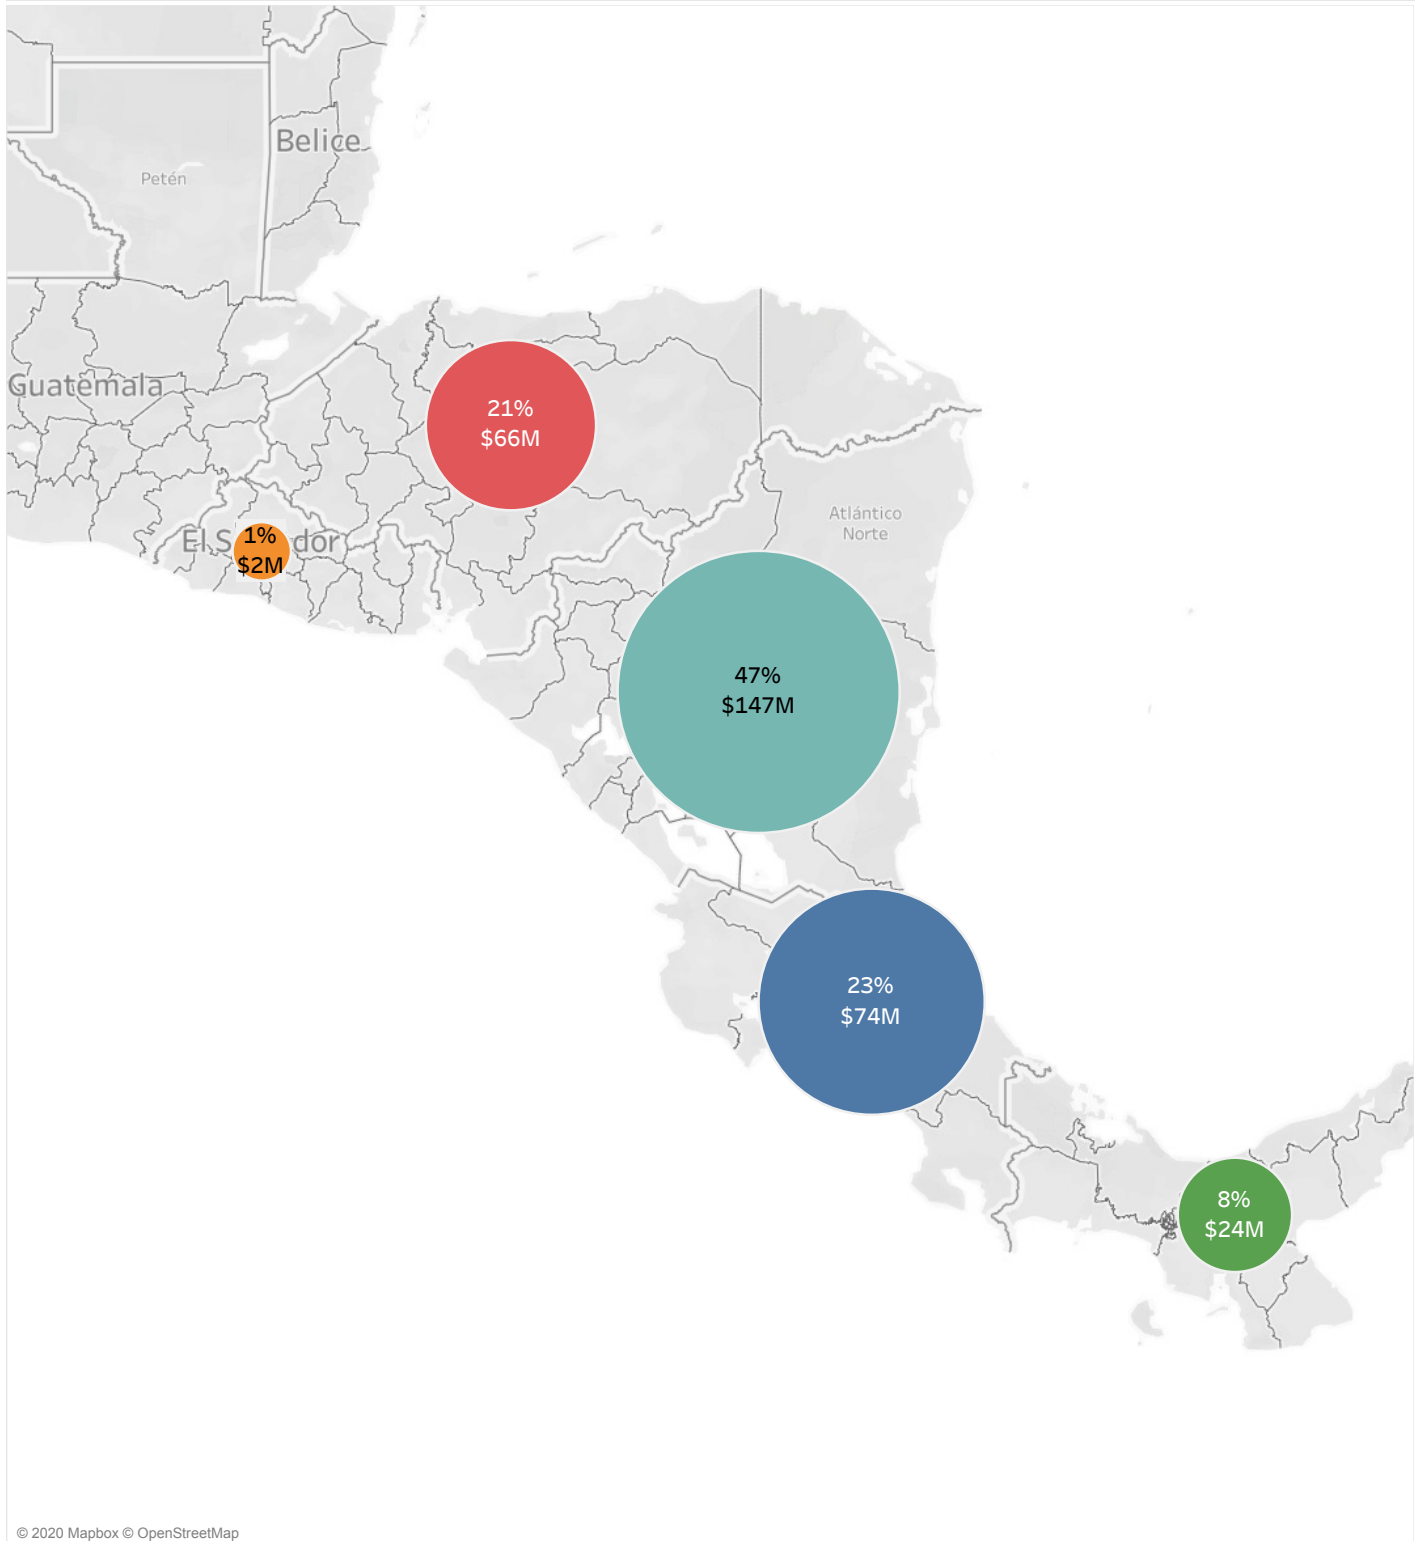 Belice
Petén
Guatemala
21%
$66M
Atlántico
Norte
El S dor
1%
$2M
47%
$147M
23%
$74M
8%
$24M
© 2020 Mapbox © OpenStreetMap